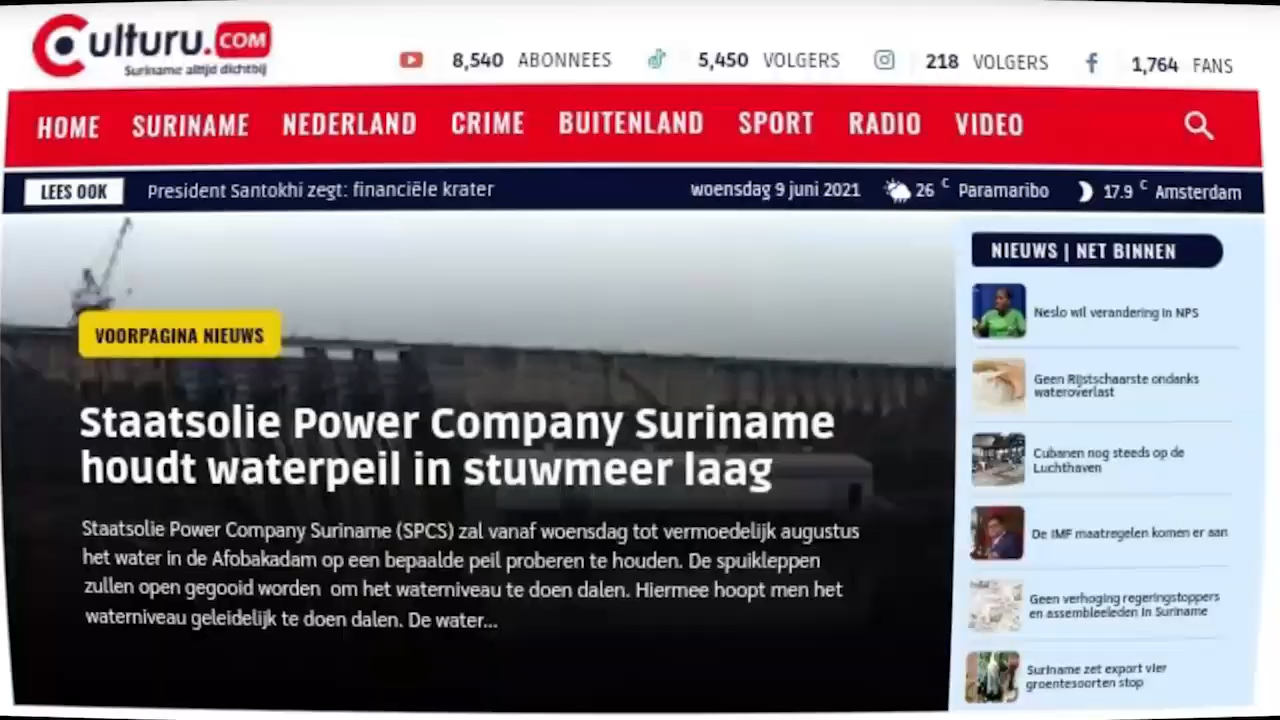 Culturu.COM
Suriname altijd dichtbij
8,540 ABONNEES 5,450 VOLGERS 218 VOLGERS 1,764 FANS
HOME SURINAME NEDERLAND CRIME BUITENLAND SPORT RADIO VIDEO
LEES OOK President Santokhi zegt: financiële krater woensdag 9 juni 2021 26 C Paramaribo 17.9 C Amsterdam
VOORPAGINA NIEUWS
Staatsolie Power Company Suriname
houdt waterpeil in stuwmeer laag
Staatsolie Power Company Suriname (SPCS) zal vanaf woensdag tot vermoedelijk augustus
het water in de Afobakadam op een bepaalde peil proberen te houden. De spuikleppen
zullen open gegooid worden om het waterniveau te doen dalen. Hiermee hoopt men het
waterniveau geleidelijk te doen dalen. De water...
NIEUWS | NET BINNEN
Neslo wil verandering in NPS
Geen Rijstschaarste ondanks
wateroverlast
Cubanen nog steeds op de
Luchthaven
De IMF maatregelen komen er aan
Geen verhoging regeringstoppers
en assembleeleden in Suriname
Suriname zet export vier
groentesoorten stop